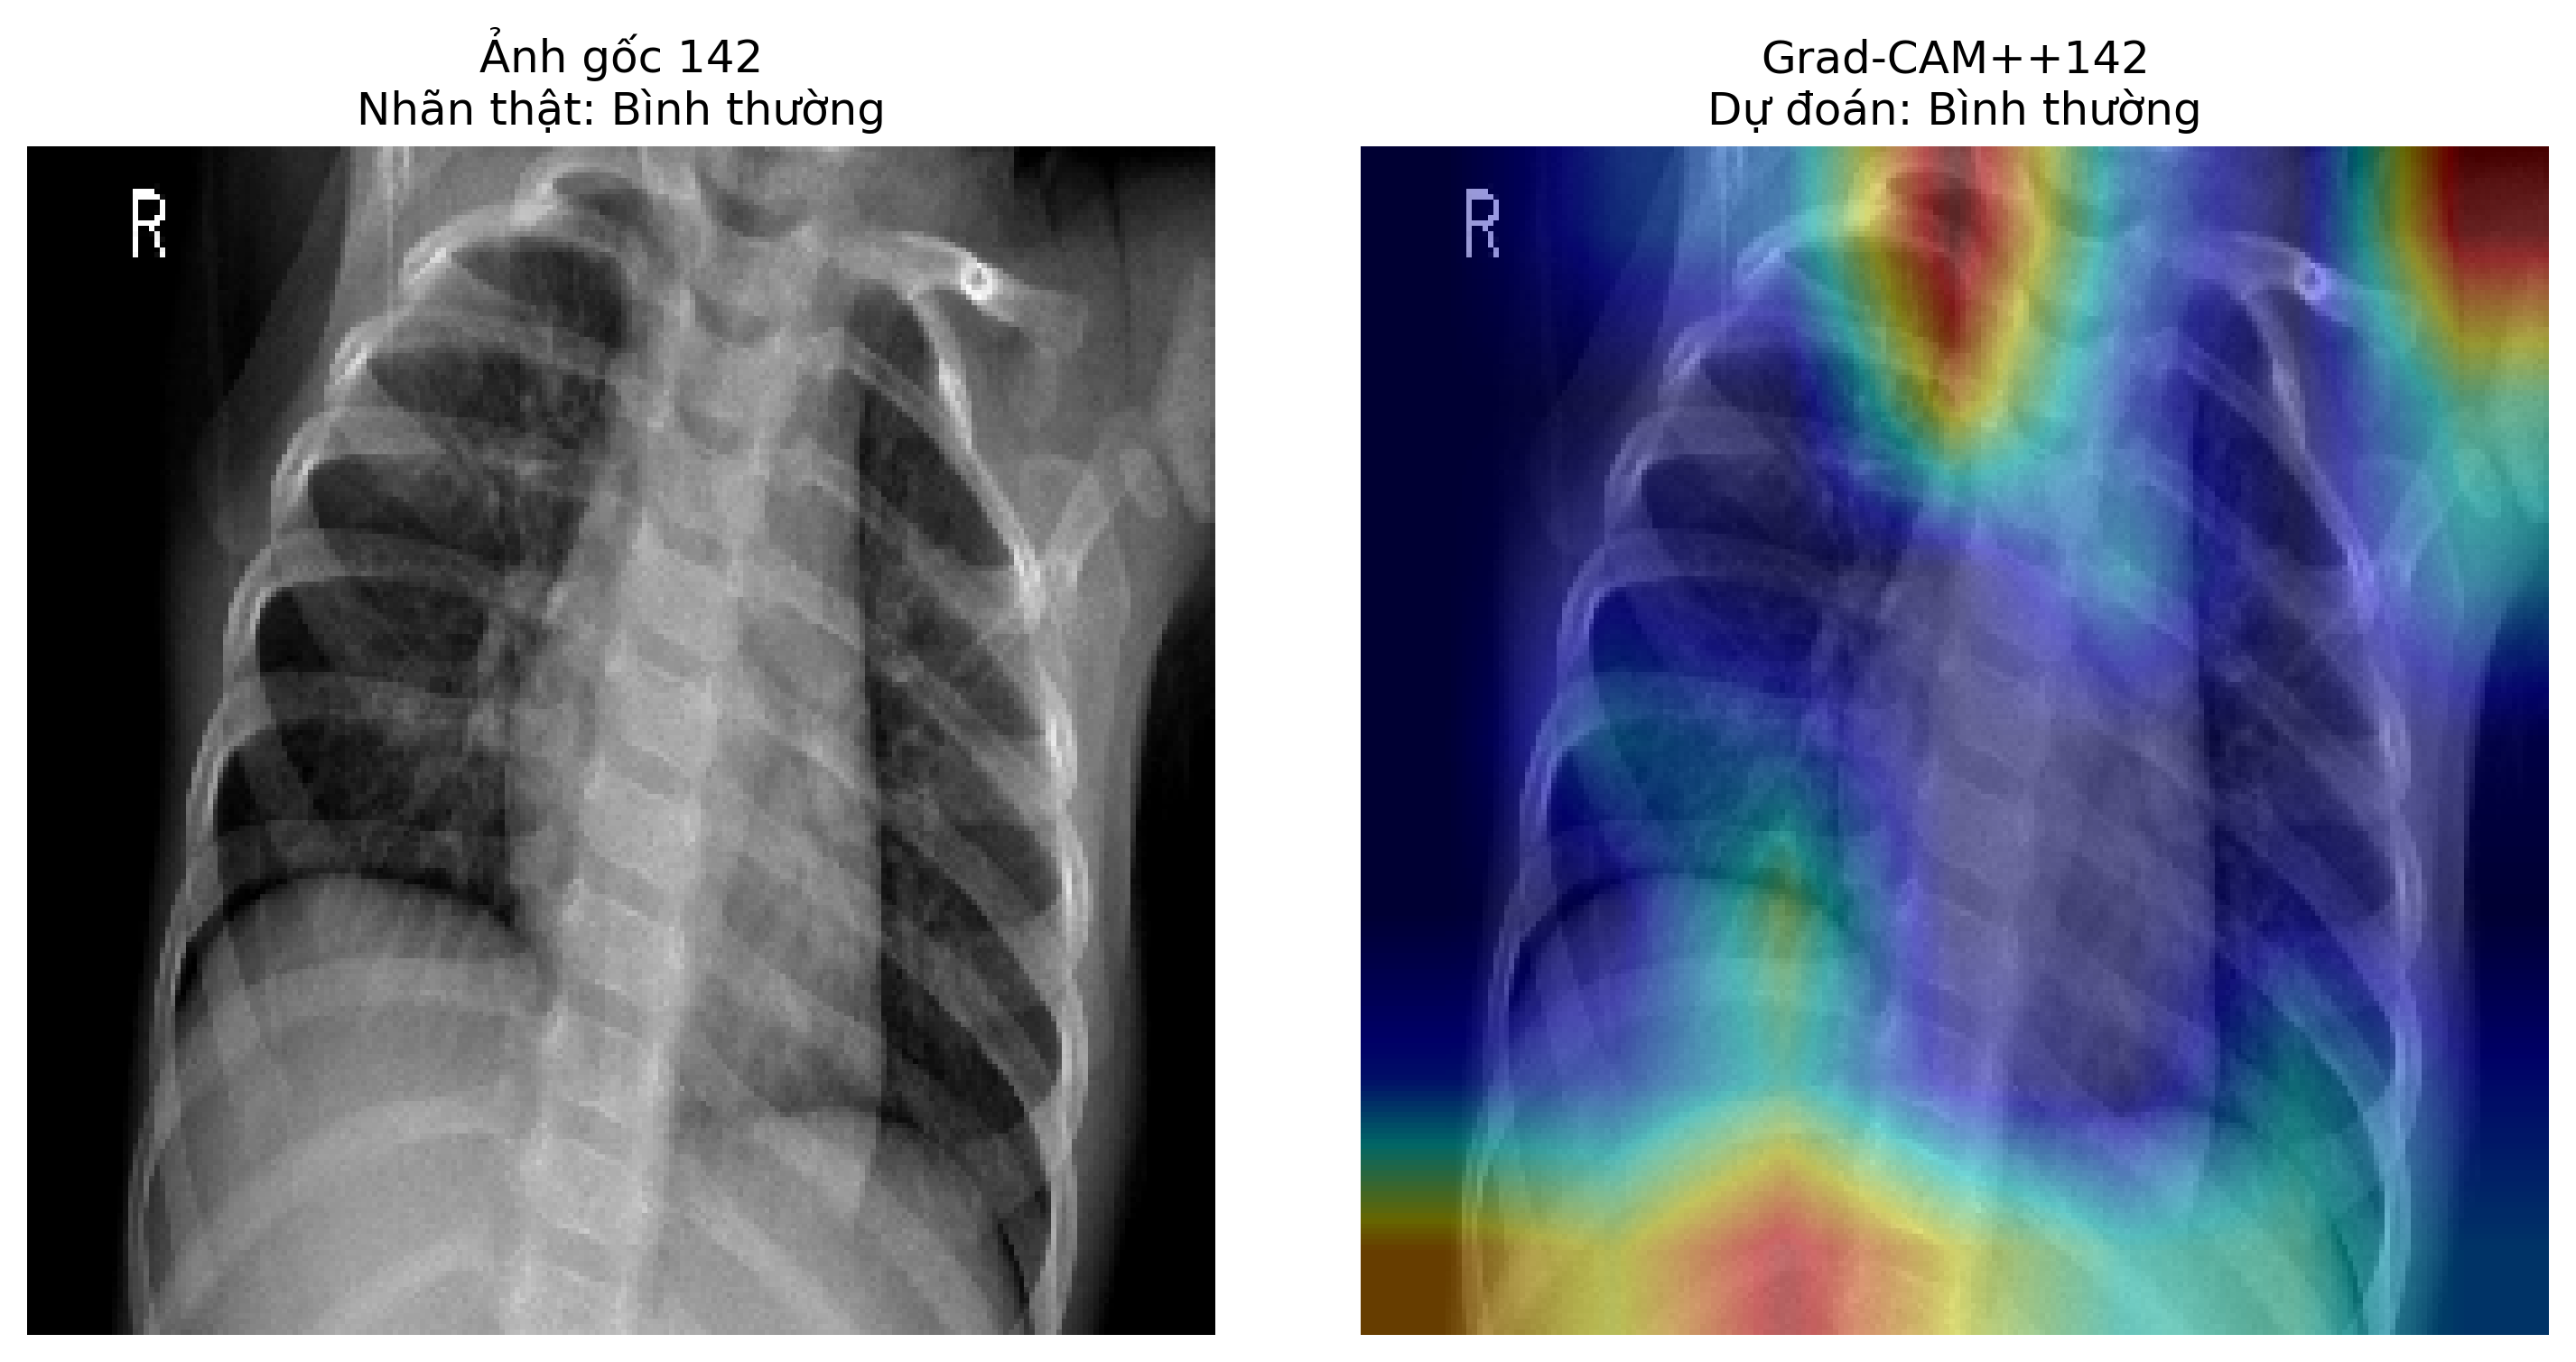 Ảnh gốc 142
Nhãn thật: Bình thường
R
Grad-CAM++142
Dự đoán: Bình thường
R